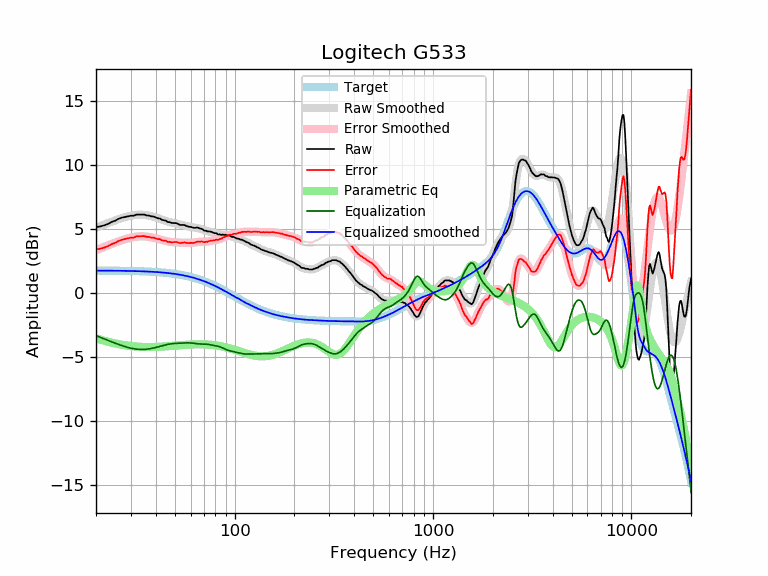 Logitech G533
Target
Raw Smoothed
Error Smoothed
Raw
Error
Parametric Eq
Equalization
Equalized smoothed
15
10
5
0
−5
−10
−15
Amplitude (dBr)
100
1000
10000
Frequency (Hz)